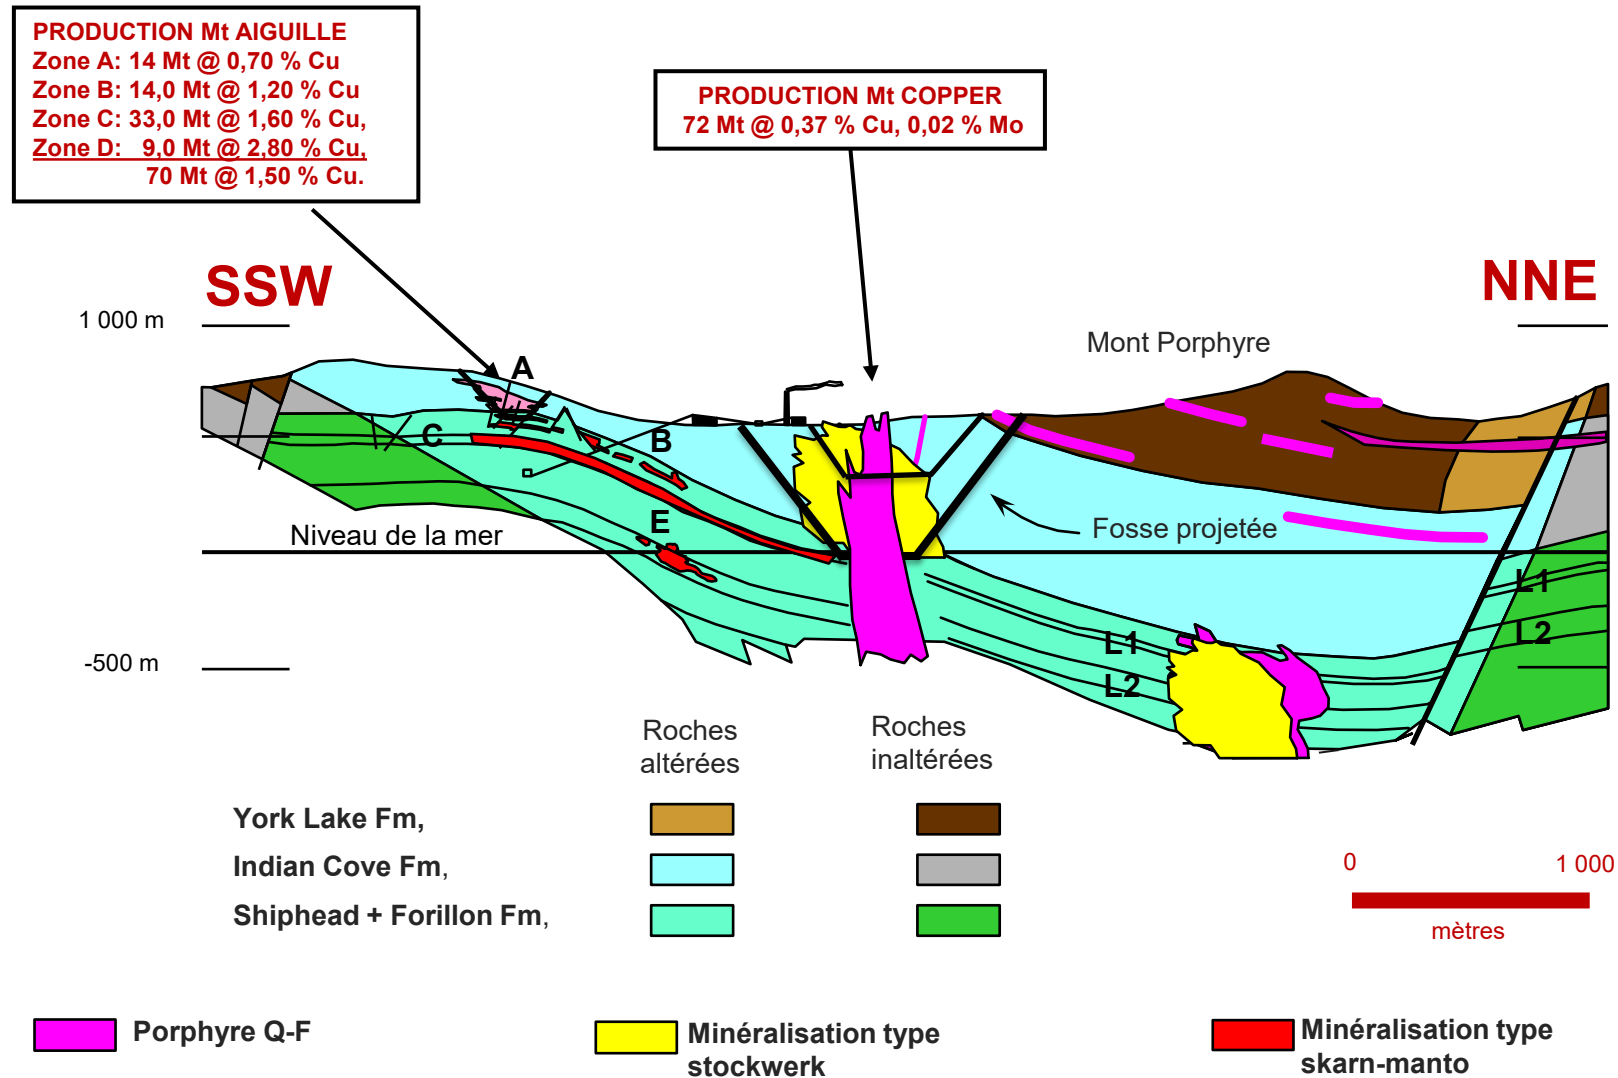 PRODUCTION Mt AIGUILLE
Zone A: 14 Mt @ 0,70 % Cu
Zone B: 14,0 Mt @ 1,20 % Cu
Zone C: 33,0 Mt @ 1,60 % Cu,
Zone D: 9,0 Mt @ 2,80 % Cu,
70 Mt @ 1,50 % Cu.
PRODUCTION Mt COPPER
72 Mt @ 0,37 % Cu, 0,02 % Mo
SSW
NNE
1 000 m
Mont Porphyre
A
C
B
E
Niveau de la mer
Fosse projetée
L1
L2
L1
L2
-500 m
Roches
altérées
Roches
inaltérées
York Lake Fm,
Indian Cove Fm,
Shiphead + Forillon Fm,
0
1 000
mètres
Porphyre Q-F
Minéralisation type
stockwerk
Minéralisation type
skarn-manto